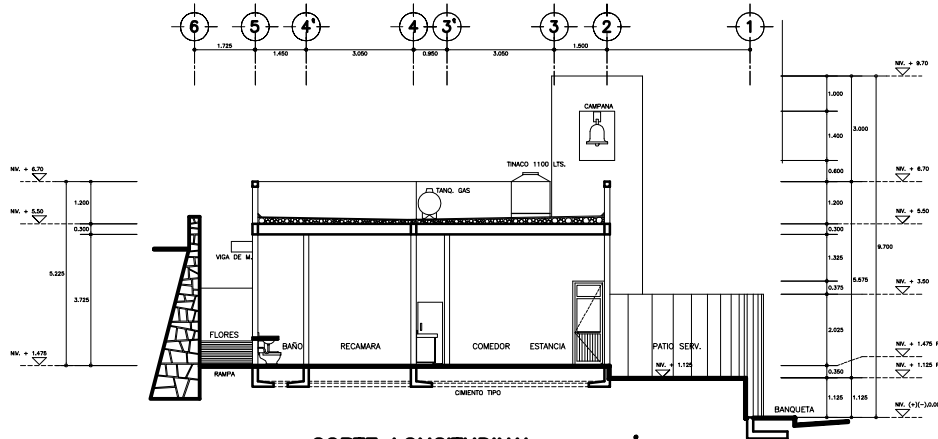 6 5 4' 4 3' 3 2 1
1.725 1.450 3.050 0.950 3.050 1.500
NIV. + 9.70
1.000
CAMPANA
1.400
3.000
TINACO 1100 LTS.
0.600
NIV. + 6.70
NIV. + 6.70
TANQ. GAS
1.200
1.200
NIV. + 5.50
NIV. + 5.50
0.300
0.300
VIGA DE M.
9.700
1.325
5.225
5.575
3.725
0.375
NIV. + 3.50
2.025
FLORES
BAÑO
RECAMARA
COMEDOR
ESTANCIA
PATIO SERV.
NIV. + 1.475
NIV. + 1.475 P
NIV. + 1.125
NIV. + 1.125 P
RAMPA
0.350
CIMIENTO TIPO
1.125
1.125
BANQUETA
NIV. (+)(-)0.0
CORTE LONGITUDINAL